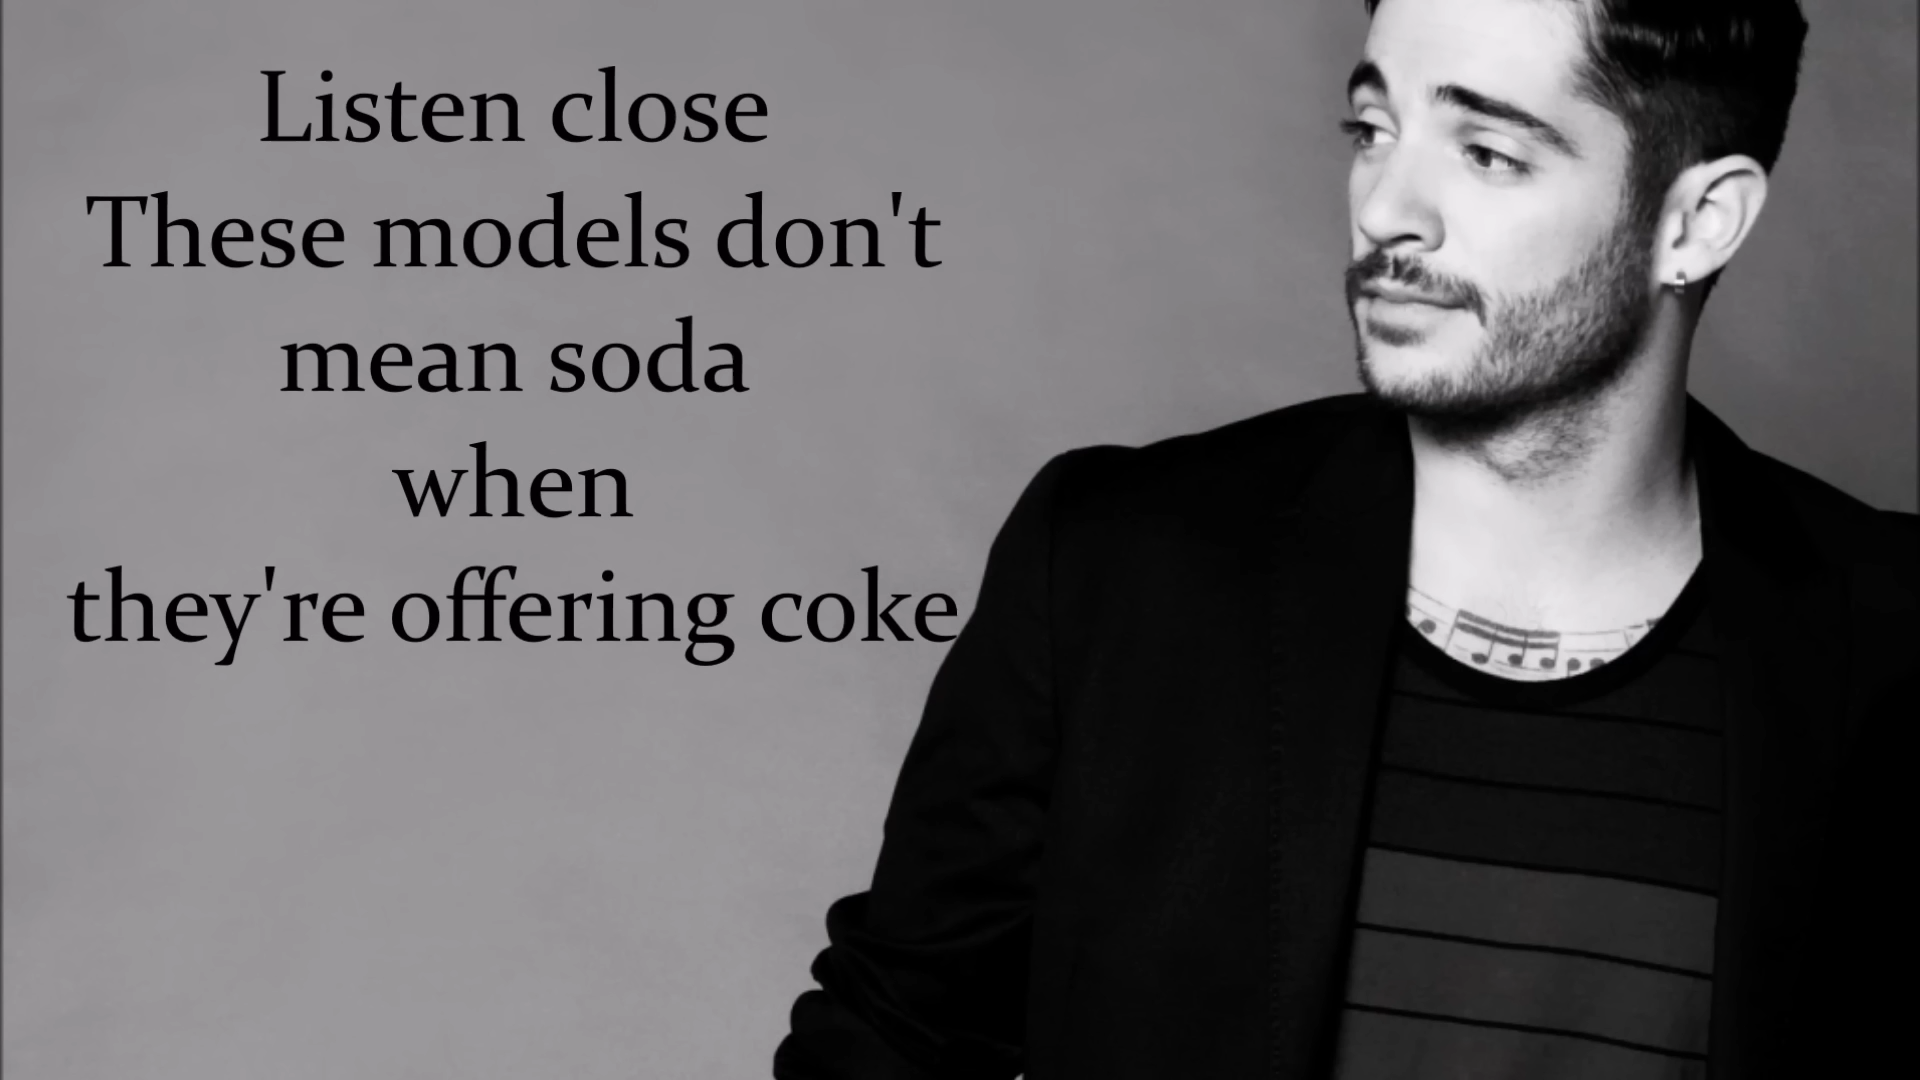 Listen close
These models don't
mean soda
when
they're offering coke